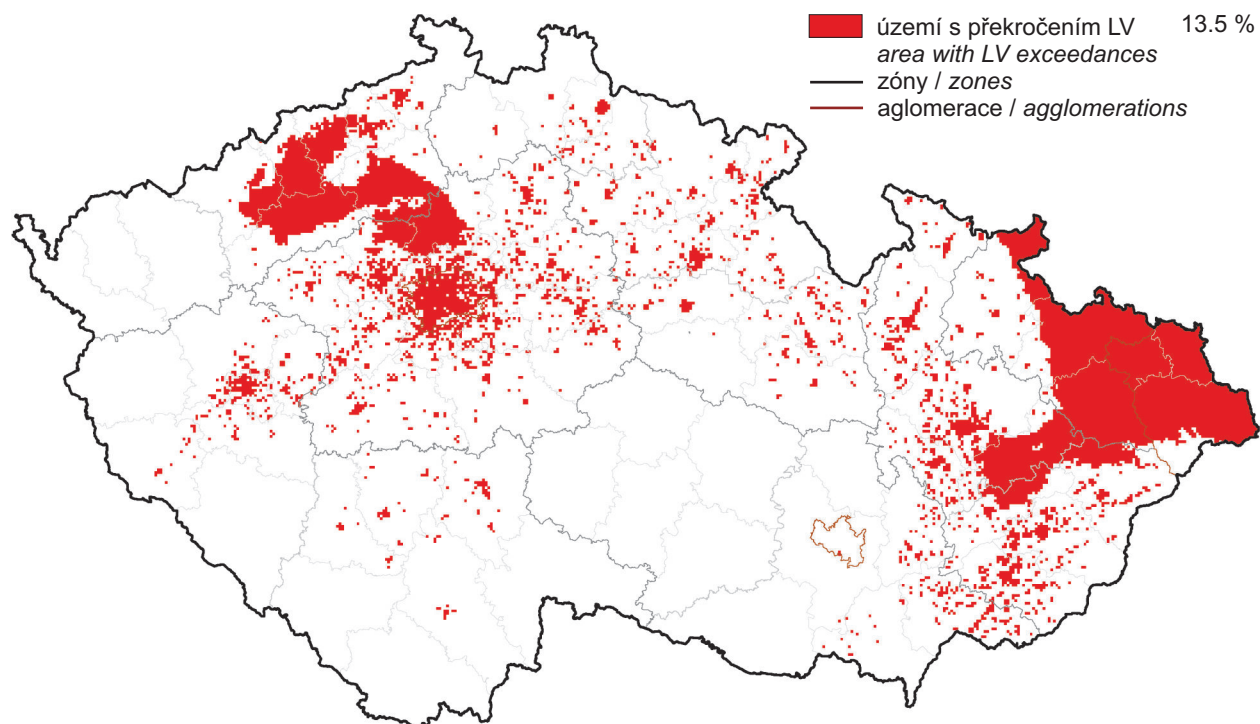 území s překročením LV 13.5 %
area with LV exceedances
zóny / zones
aglomerace / agglomerations